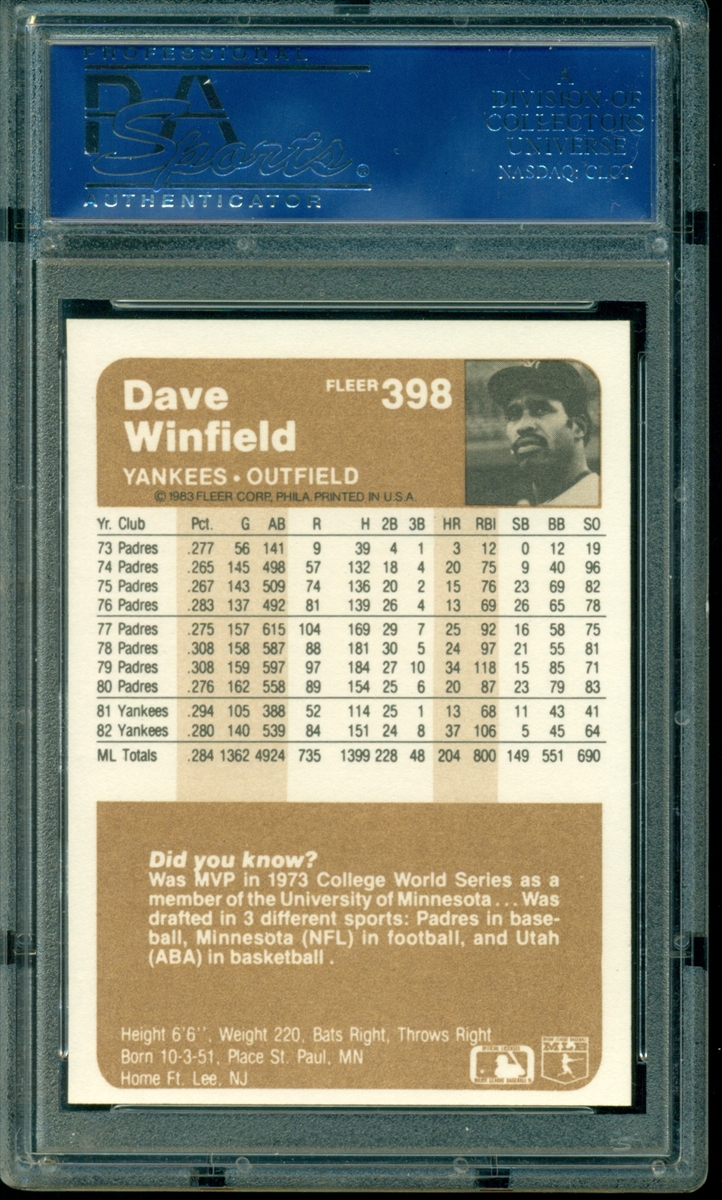 PROFESSIONAL
PSA
Sports®
AUTHENTICATOR
A
DIVISION OF
COLLECTORS
UNIVERSE
NASDAQ: CLCT
Dave
Winfield
FLEER 398
YANKEES • OUTFIELD
© 1983 FLEER CORP., PHILA. PRINTED IN U.S.A.
Yr. Club Pct. G AB R H 2B 3B HR RBI SB BB SO
73 Padres .277 56 141 9 39 4 1 3 12 0 12 19
74 Padres .265 145 498 57 132 18 4 20 75 9 40 96
75 Padres .267 143 509 74 136 20 2 15 76 23 69 82
76 Padres .283 137 492 81 139 26 4 13 69 26 65 78
77 Padres .275 157 615 104 169 29 7 25 92 16 58 75
78 Padres .308 158 587 88 181 30 5 24 97 21 55 81
79 Padres .308 159 597 97 184 27 10 34 118 15 85 71
80 Padres .276 162 558 89 154 25 6 20 87 23 79 83
81 Yankees .294 105 388 52 114 25 1 13 68 11 43 41
82 Yankees .280 140 539 84 151 24 8 37 106 5 45 64
ML Totals .284 1362 4924 735 1399 228 48 204 800 149 551 690
Did you know?
Was MVP in 1973 College World Series as a
member of the University of Minnesota . . . Was
drafted in 3 different sports: Padres in base-
ball, Minnesota (NFL) in football, and Utah
(ABA) in basketball .
Height 6'6'', Weight 220, Bats Right, Throws Right
Born 10-3-51, Place St. Paul, MN
Home Ft. Lee, NJ